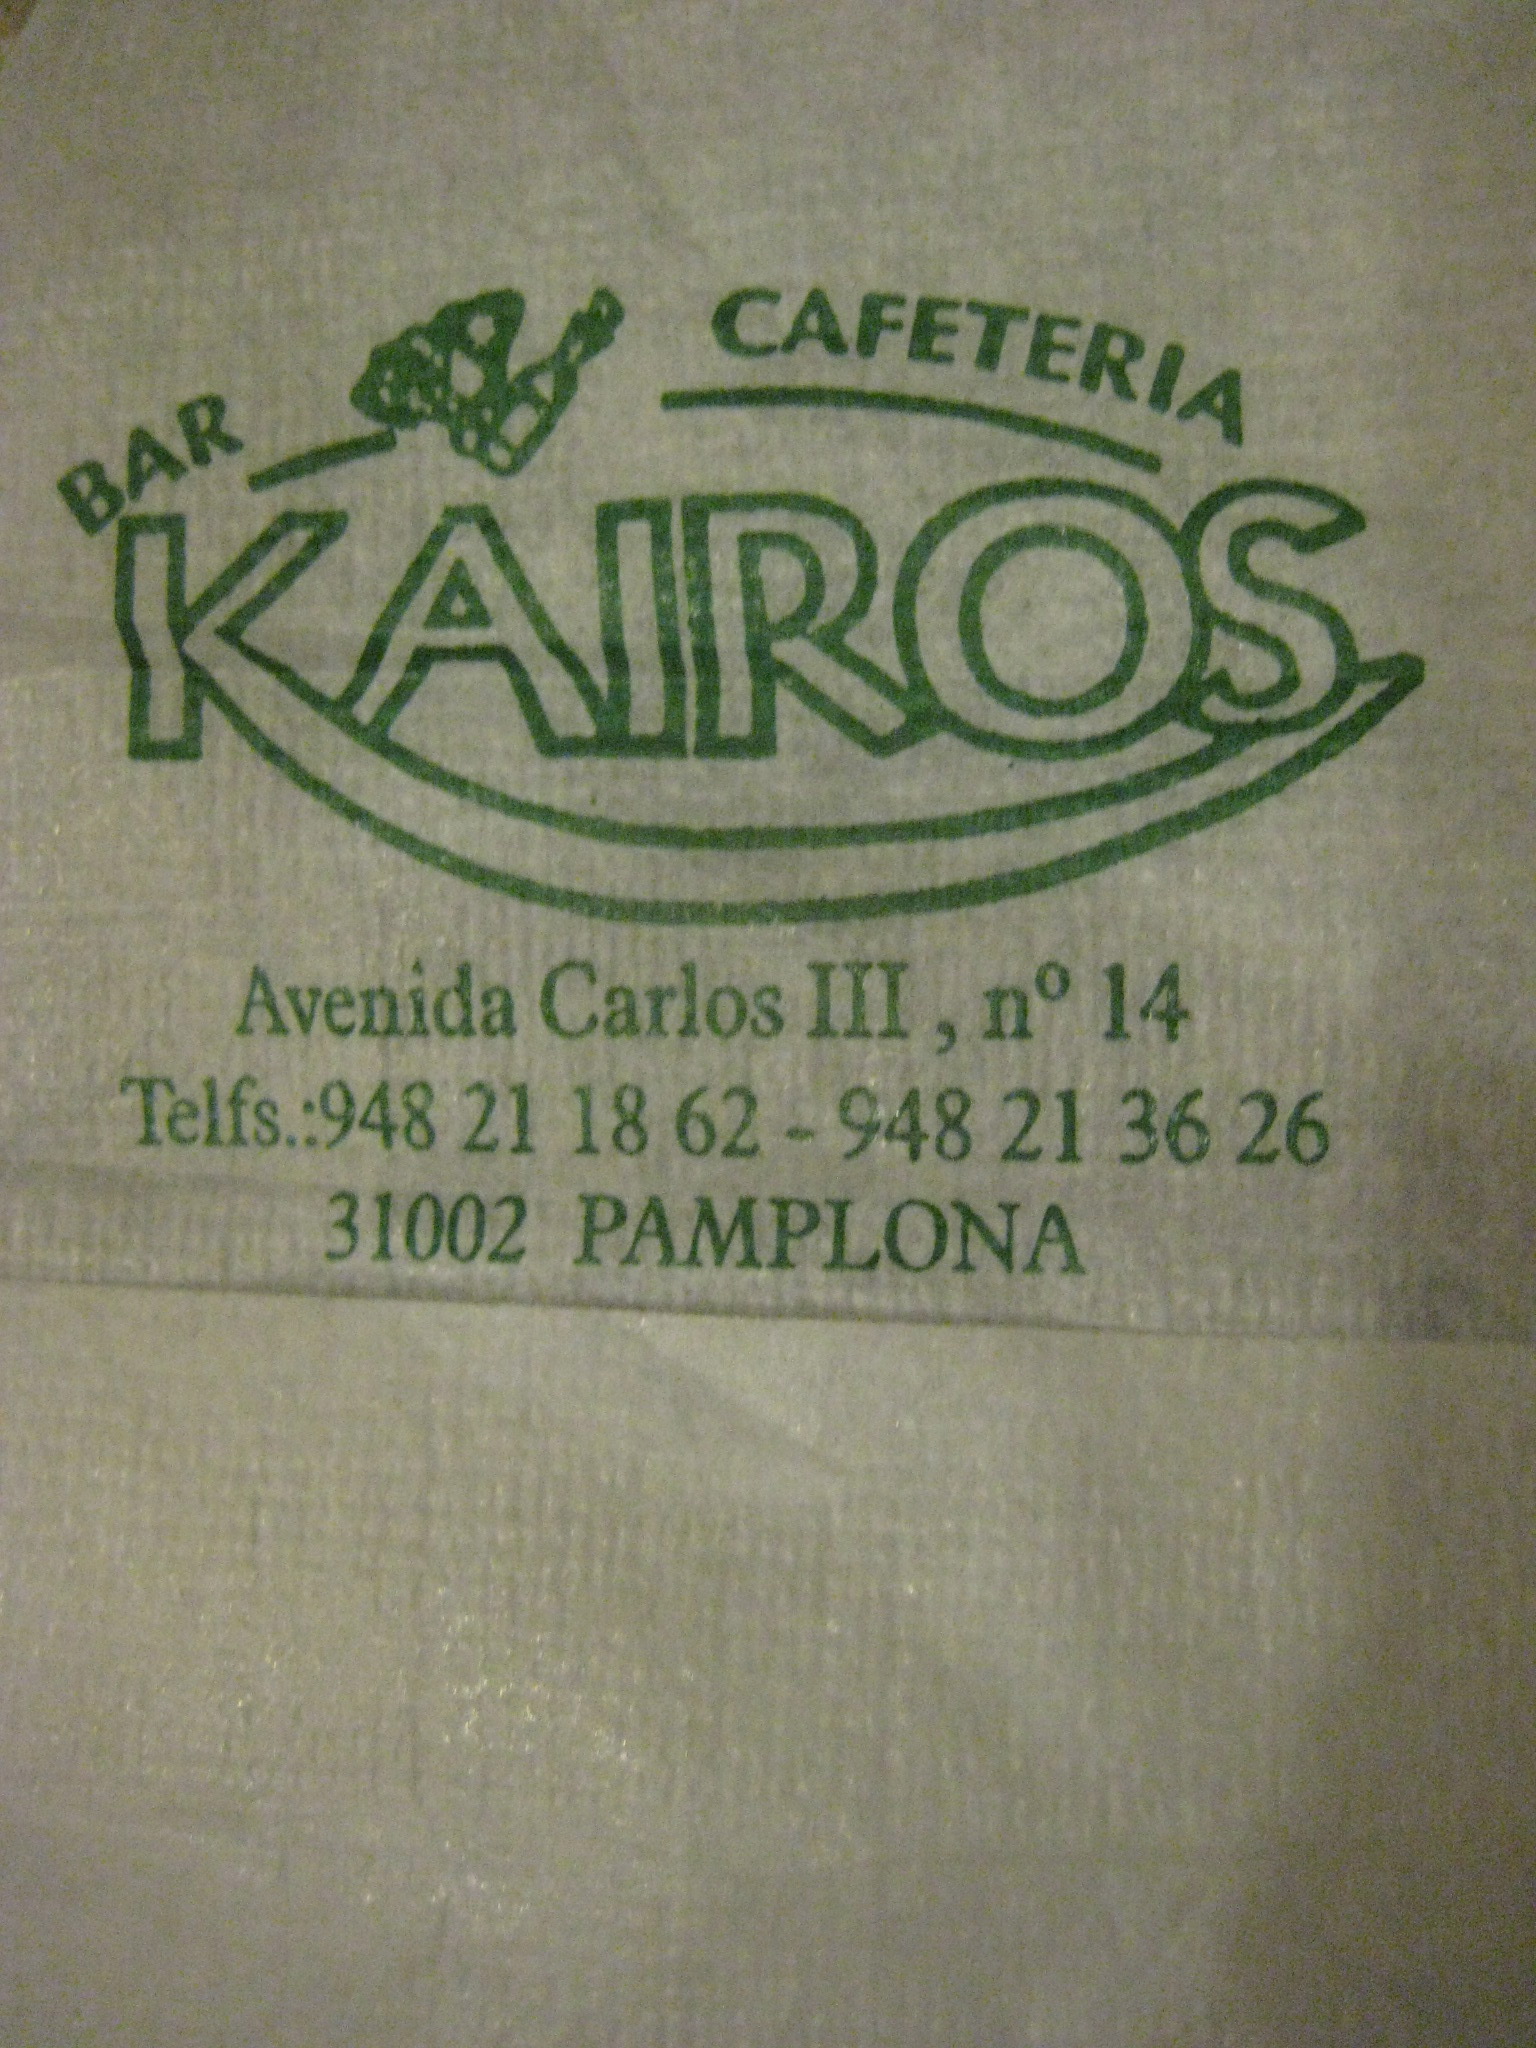 BAR
CAFETERIA
KAIROS
Avenida Carlos III , nº 14
Telfs.:948 21 18 62 - 948 21 36 26
31002 PAMPLONA